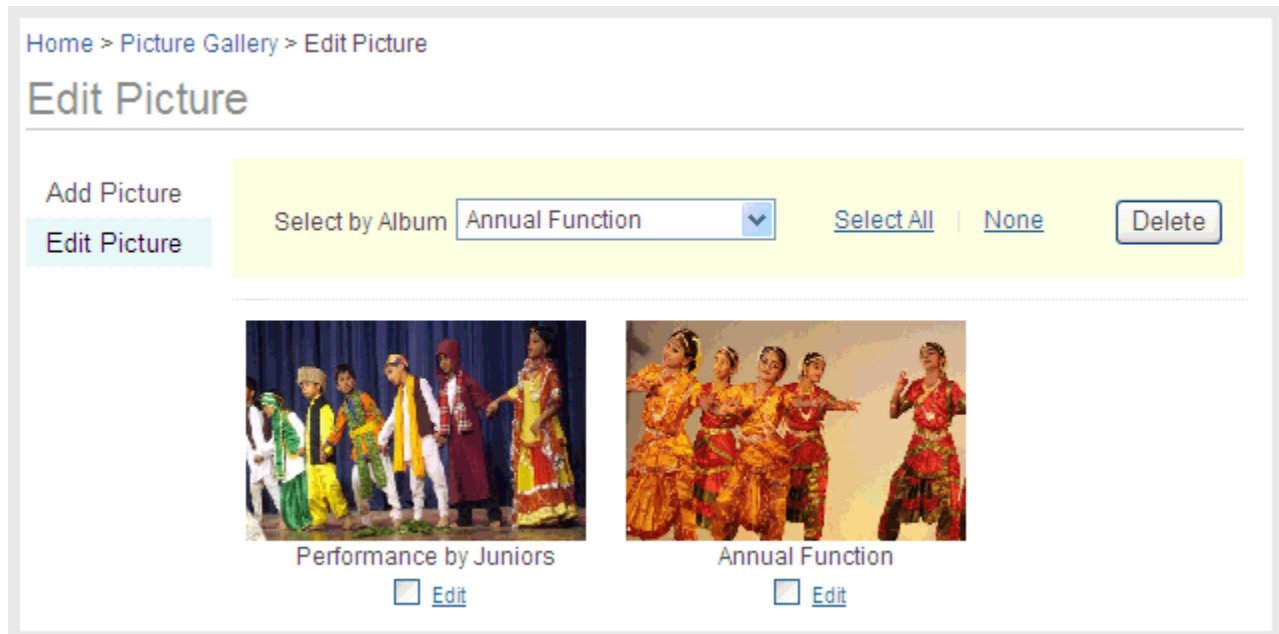 Home > Picture Gallery > Edit Picture
Edit Picture
Add Picture
Edit Picture
Select by Album Annual Function Select All | None Delete
Performance by Juniors
Edit
Annual Function
Edit